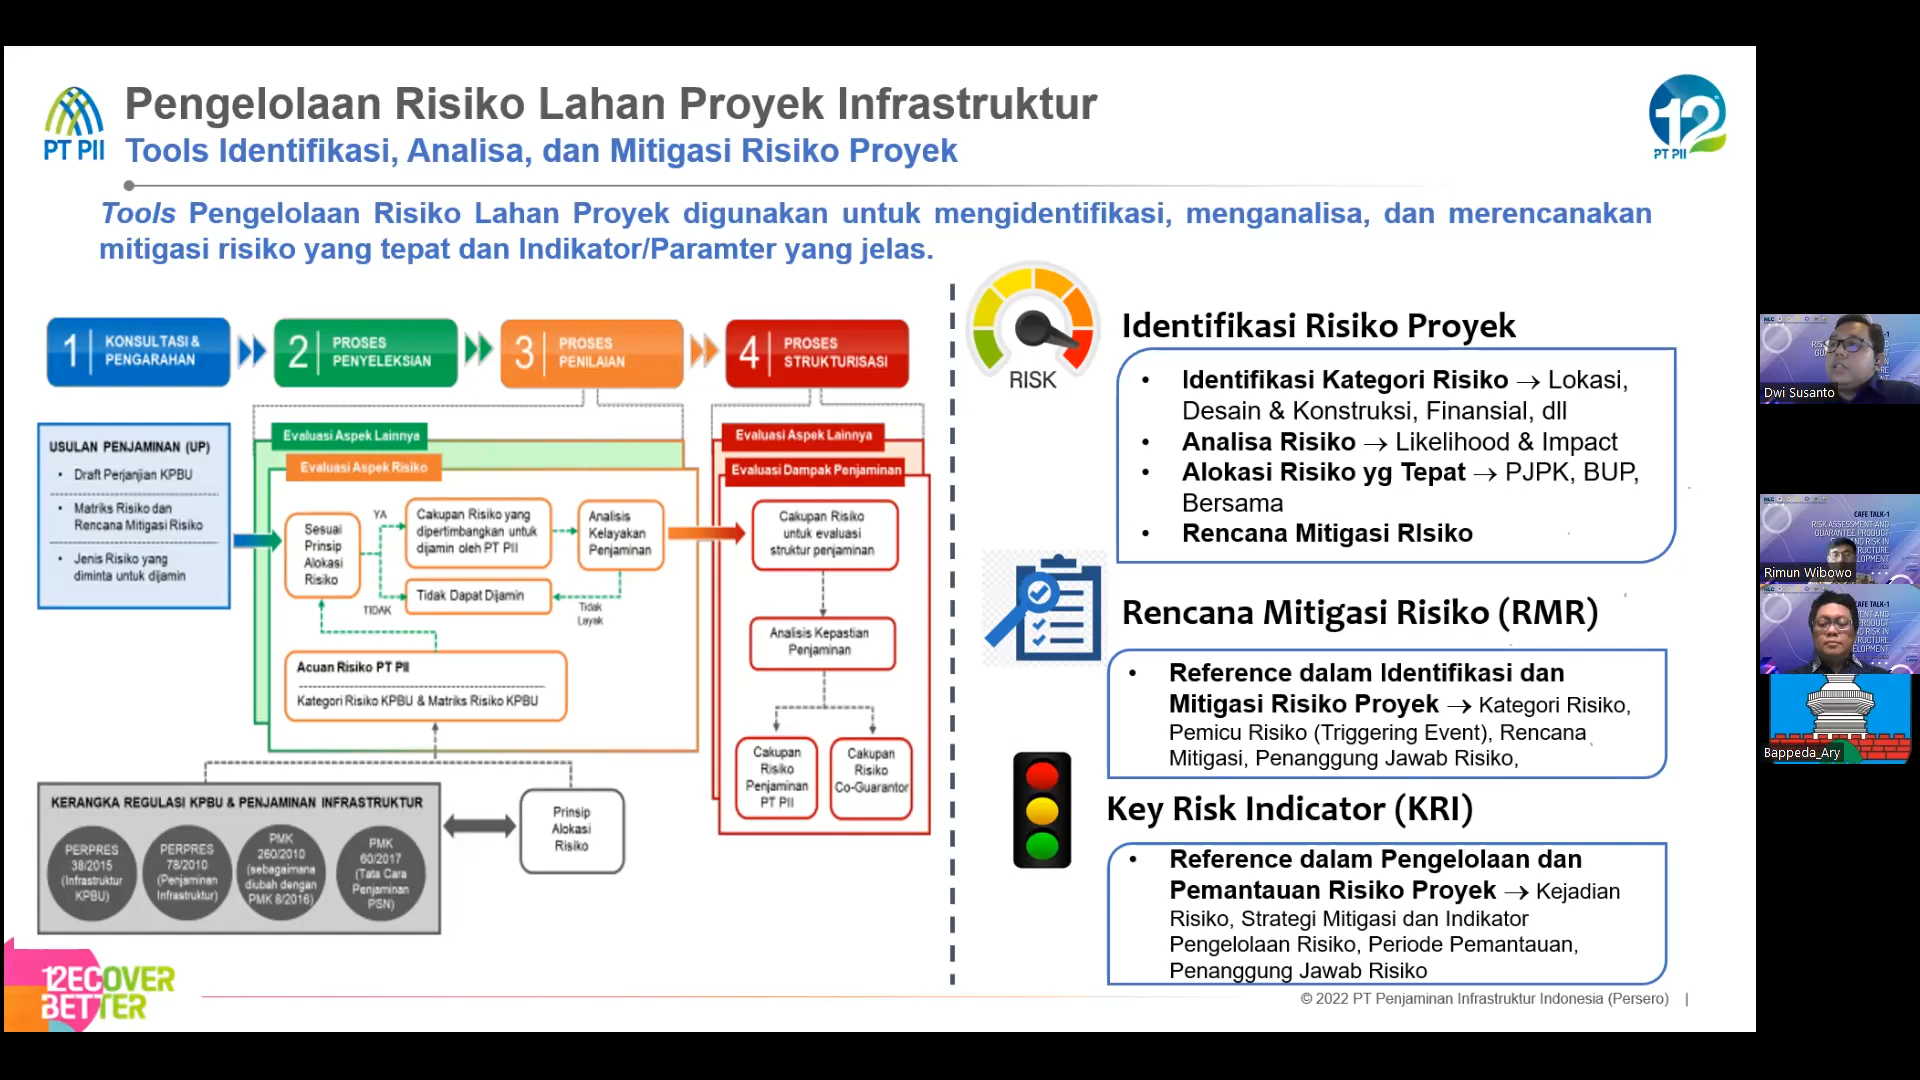 PT PII
Pengelolaan Risiko Lahan Proyek Infrastruktur
Tools Identifikasi, Analisa, dan Mitigasi Risiko Proyek
12
PT PII
Tools Pengelolaan Risiko Lahan Proyek digunakan untuk mengidentifikasi, menganalisa, dan merencanakan
mitigasi risiko yang tepat dan Indikator/Paramter yang jelas.
1 KONSULTASI &
PENGARAHAN
2 PROSES
PENYELEKSIAN
3 PROSES
PENILAIAN
4 PROSES
STRUKTURISASI
USULAN PENJAMINAN (UP)
• Draft Perjanjian KPBU
• Matriks Risiko dan
Rencana Mitigasi Risiko
• Jenis Risiko yang
diminta untuk dijamin
Evaluasi Aspek Lainnya
Evaluasi Aspek Risiko
Sesuai
Prinsip
Alokasi
Risiko
YA
TIDAK
Cakupan Risiko yang
dipertimbangkan untuk
dijamin oleh PT PII
Tidak Dapat Dijamin
Analisis
Kelayakan
Penjaminan
Tidak
Layak
Acuan Risiko PT PII
Kategori Risiko KPBU & Matriks Risiko KPBU
Evaluasi Aspek Lainnya
Evaluasi Dampak Penjaminan
Cakupan Risiko
untuk evaluasi
struktur penjaminan
Analisis Kepastian
Penjaminan
Cakupan
Risiko
Penjaminan
PT PII
Cakupan
Risiko
Co-Guarantor
KERANGKA REGULASI KPBU & PENJAMINAN INFRASTRUKTUR
PERPRES
38/2015
(Infrastruktur
KPBU)
PERPRES
78/2010
(Penjaminan
Infrastruktur)
PMK
260/2010
(sebagaimana
diubah dengan
PMK 8/2016)
PMK
60/2017
(Tata Cara
Penjaminan
PSN)
Prinsip
Alokasi
Risiko
RISK
Identifikasi Risiko Proyek
• Identifikasi Kategori Risiko → Lokasi,
Desain & Konstruksi, Finansial, dll
• Analisa Risiko → Likelihood & Impact
• Alokasi Risiko yg Tepat → PJPK, BUP,
Bersama
• Rencana Mitigasi RIsiko
Rencana Mitigasi Risiko (RMR)
• Reference dalam Identifikasi dan
Mitigasi Risiko Proyek → Kategori Risiko,
Pemicu Risiko (Triggering Event), Rencana
Mitigasi, Penanggung Jawab Risiko,
Key Risk Indicator (KRI)
• Reference dalam Pengelolaan dan
Pemantauan Risiko Proyek → Kejadian
Risiko, Strategi Mitigasi dan Indikator
Pengelolaan Risiko, Periode Pemantauan,
Penanggung Jawab Risiko
12ECOVER
BETTER
© 2022 PT Penjaminan Infrastruktur Indonesia (Persero) |
Dwi Susanto
CAFE TALK-1
RISK ASSESSMENT AND
GUARANTEE PRODUCT
Rimun Wibowo
Bappeda_Ary